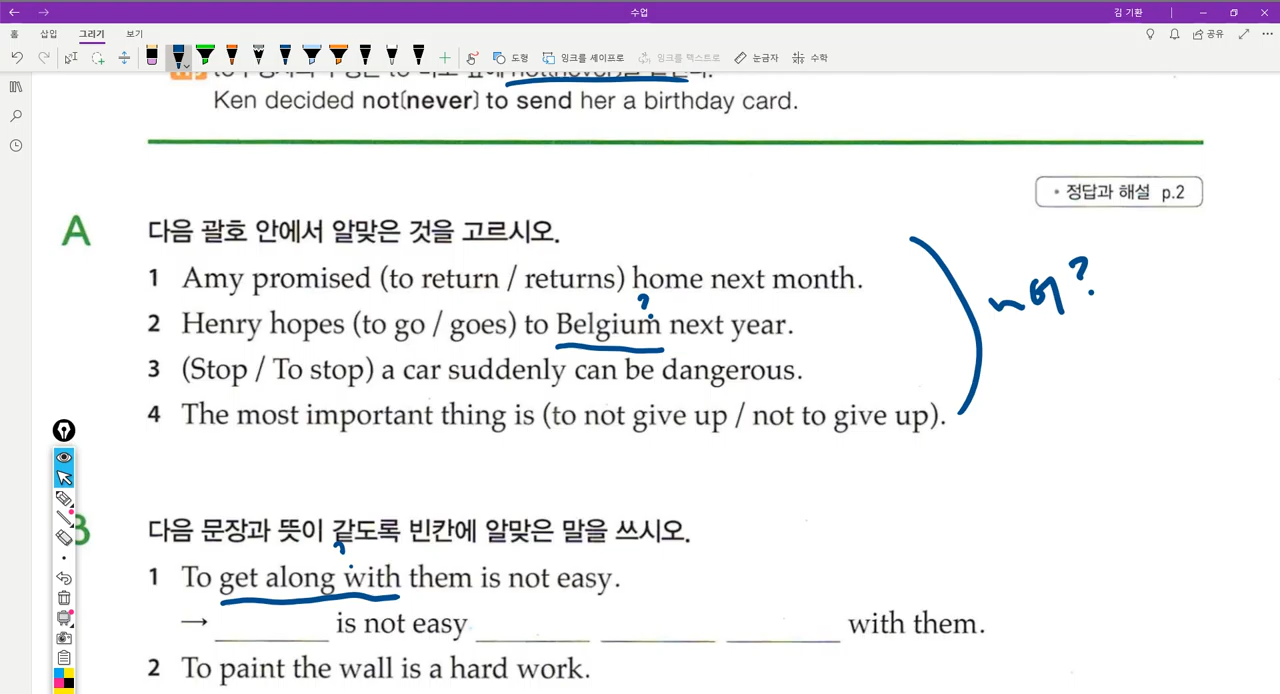 수업
김 기환
홈 삽입 그리기 보기
공유
도형 잉크를 셰이프로 잉크를 텍스트로 눈금자 수학
Ken decided not(never) to send her a birthday card.
• 정답과 해설 p.2
A 다음 괄호 안에서 알맞은 것을 고르시오.
1 Amy promised (to return / returns) home next month.
?
2 Henry hopes (to go / goes) to Belgium next year.
3 (Stop / To stop) a car suddenly can be dangerous.
4 The most important thing is (to not give up / not to give up).
B 다음 문장과 뜻이 같도록 빈칸에 알맞은 말을 쓰시오.
1 To get along with them is not easy.
→ is not easy with them.
2 To paint the wall is a hard work.